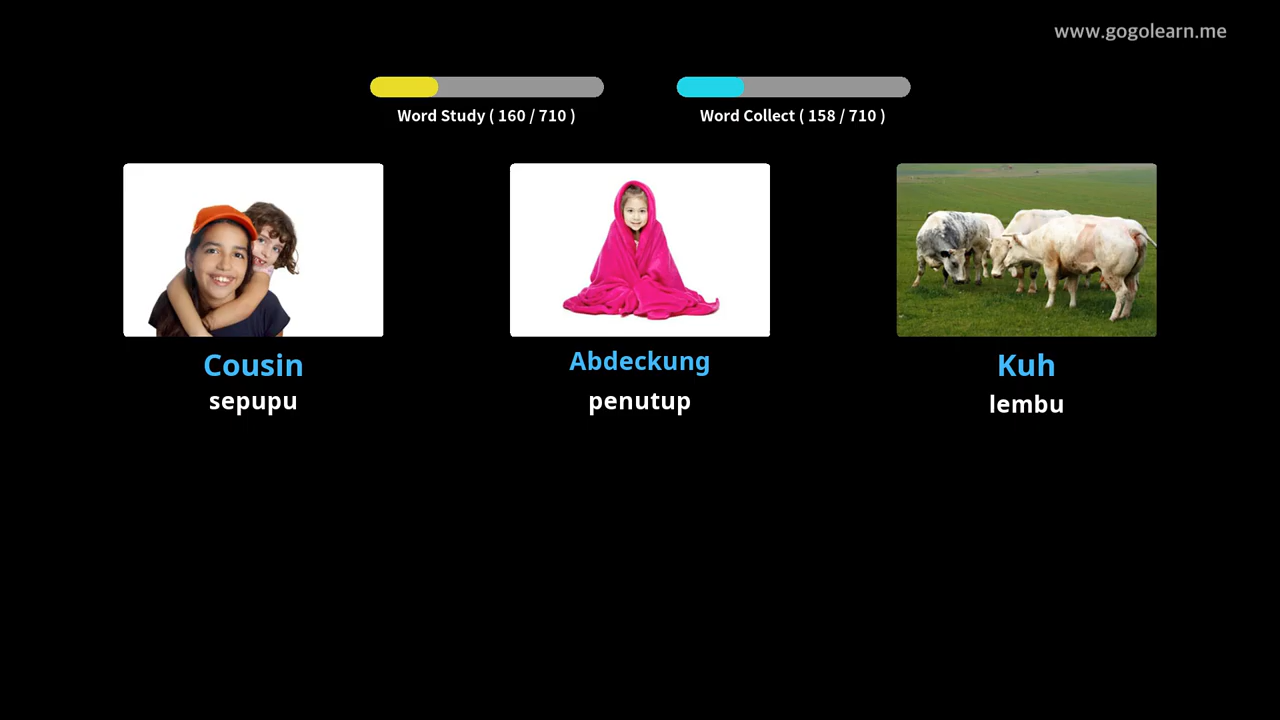 www.gogolearn.me
Word Study ( 160 / 710 )
Word Collect ( 158 / 710 )
Cousin
sepupu
Abdeckung
penutup
Kuh
lembu